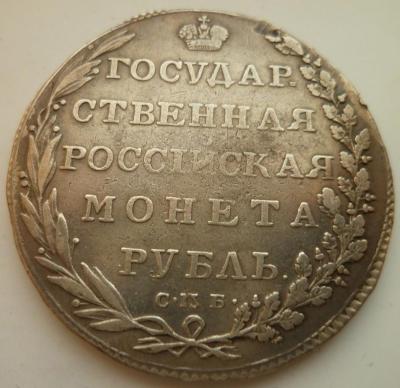 ГОСУДАР.
СТВЕННАЯ
РОССІЙСКАЯ
МОНЕТА
РУБЛЬ.
С·П·Б·